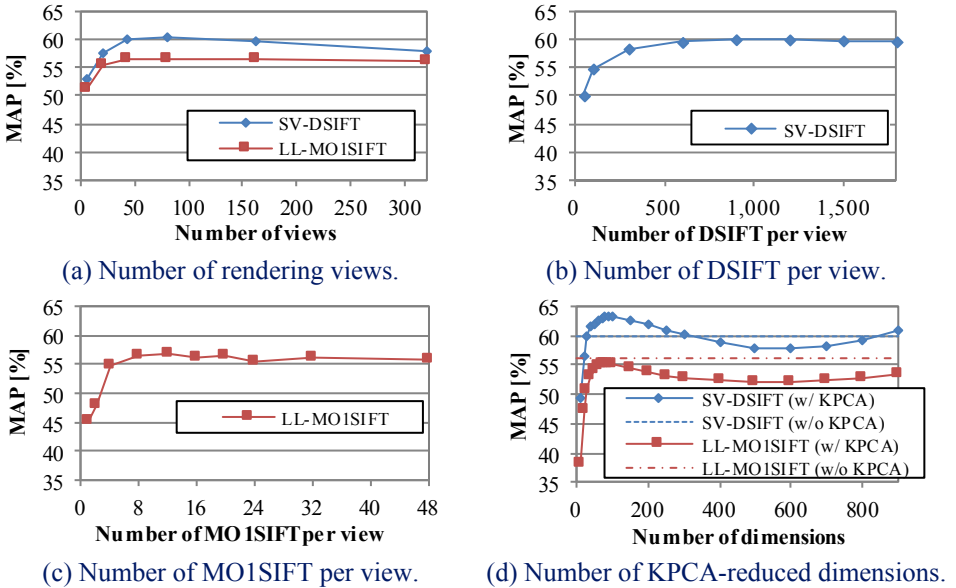 MAP [%]
65
60
55
50
45
40
35
SV-DSIFT
LL-MO1SIFT
0 50 100 150 200 250 300
Number of views
(a) Number of rendering views.
MAP [%]
65
60
55
50
45
40
35
SV-DSIFT
0 500 1,000 1,500
Number of DSIFT per view
(b) Number of DSIFT per view.
MAP [%]
65
60
55
50
45
40
35
LL-MO1SIFT
0 8 16 24 32 40 48
Number of MO1SIFT per view
(c) Number of MO1SIFT per view.
MAP [%]
65
60
55
50
45
40
35
SV-DSIFT (w/ KPCA)
SV-DSIFT (w/o KPCA)
LL-MO1SIFT (w/ KPCA)
LL-MO1SIFT (w/o KPCA)
0 200 400 600 800
Number of dimensions
(d) Number of KPCA-reduced dimensions.